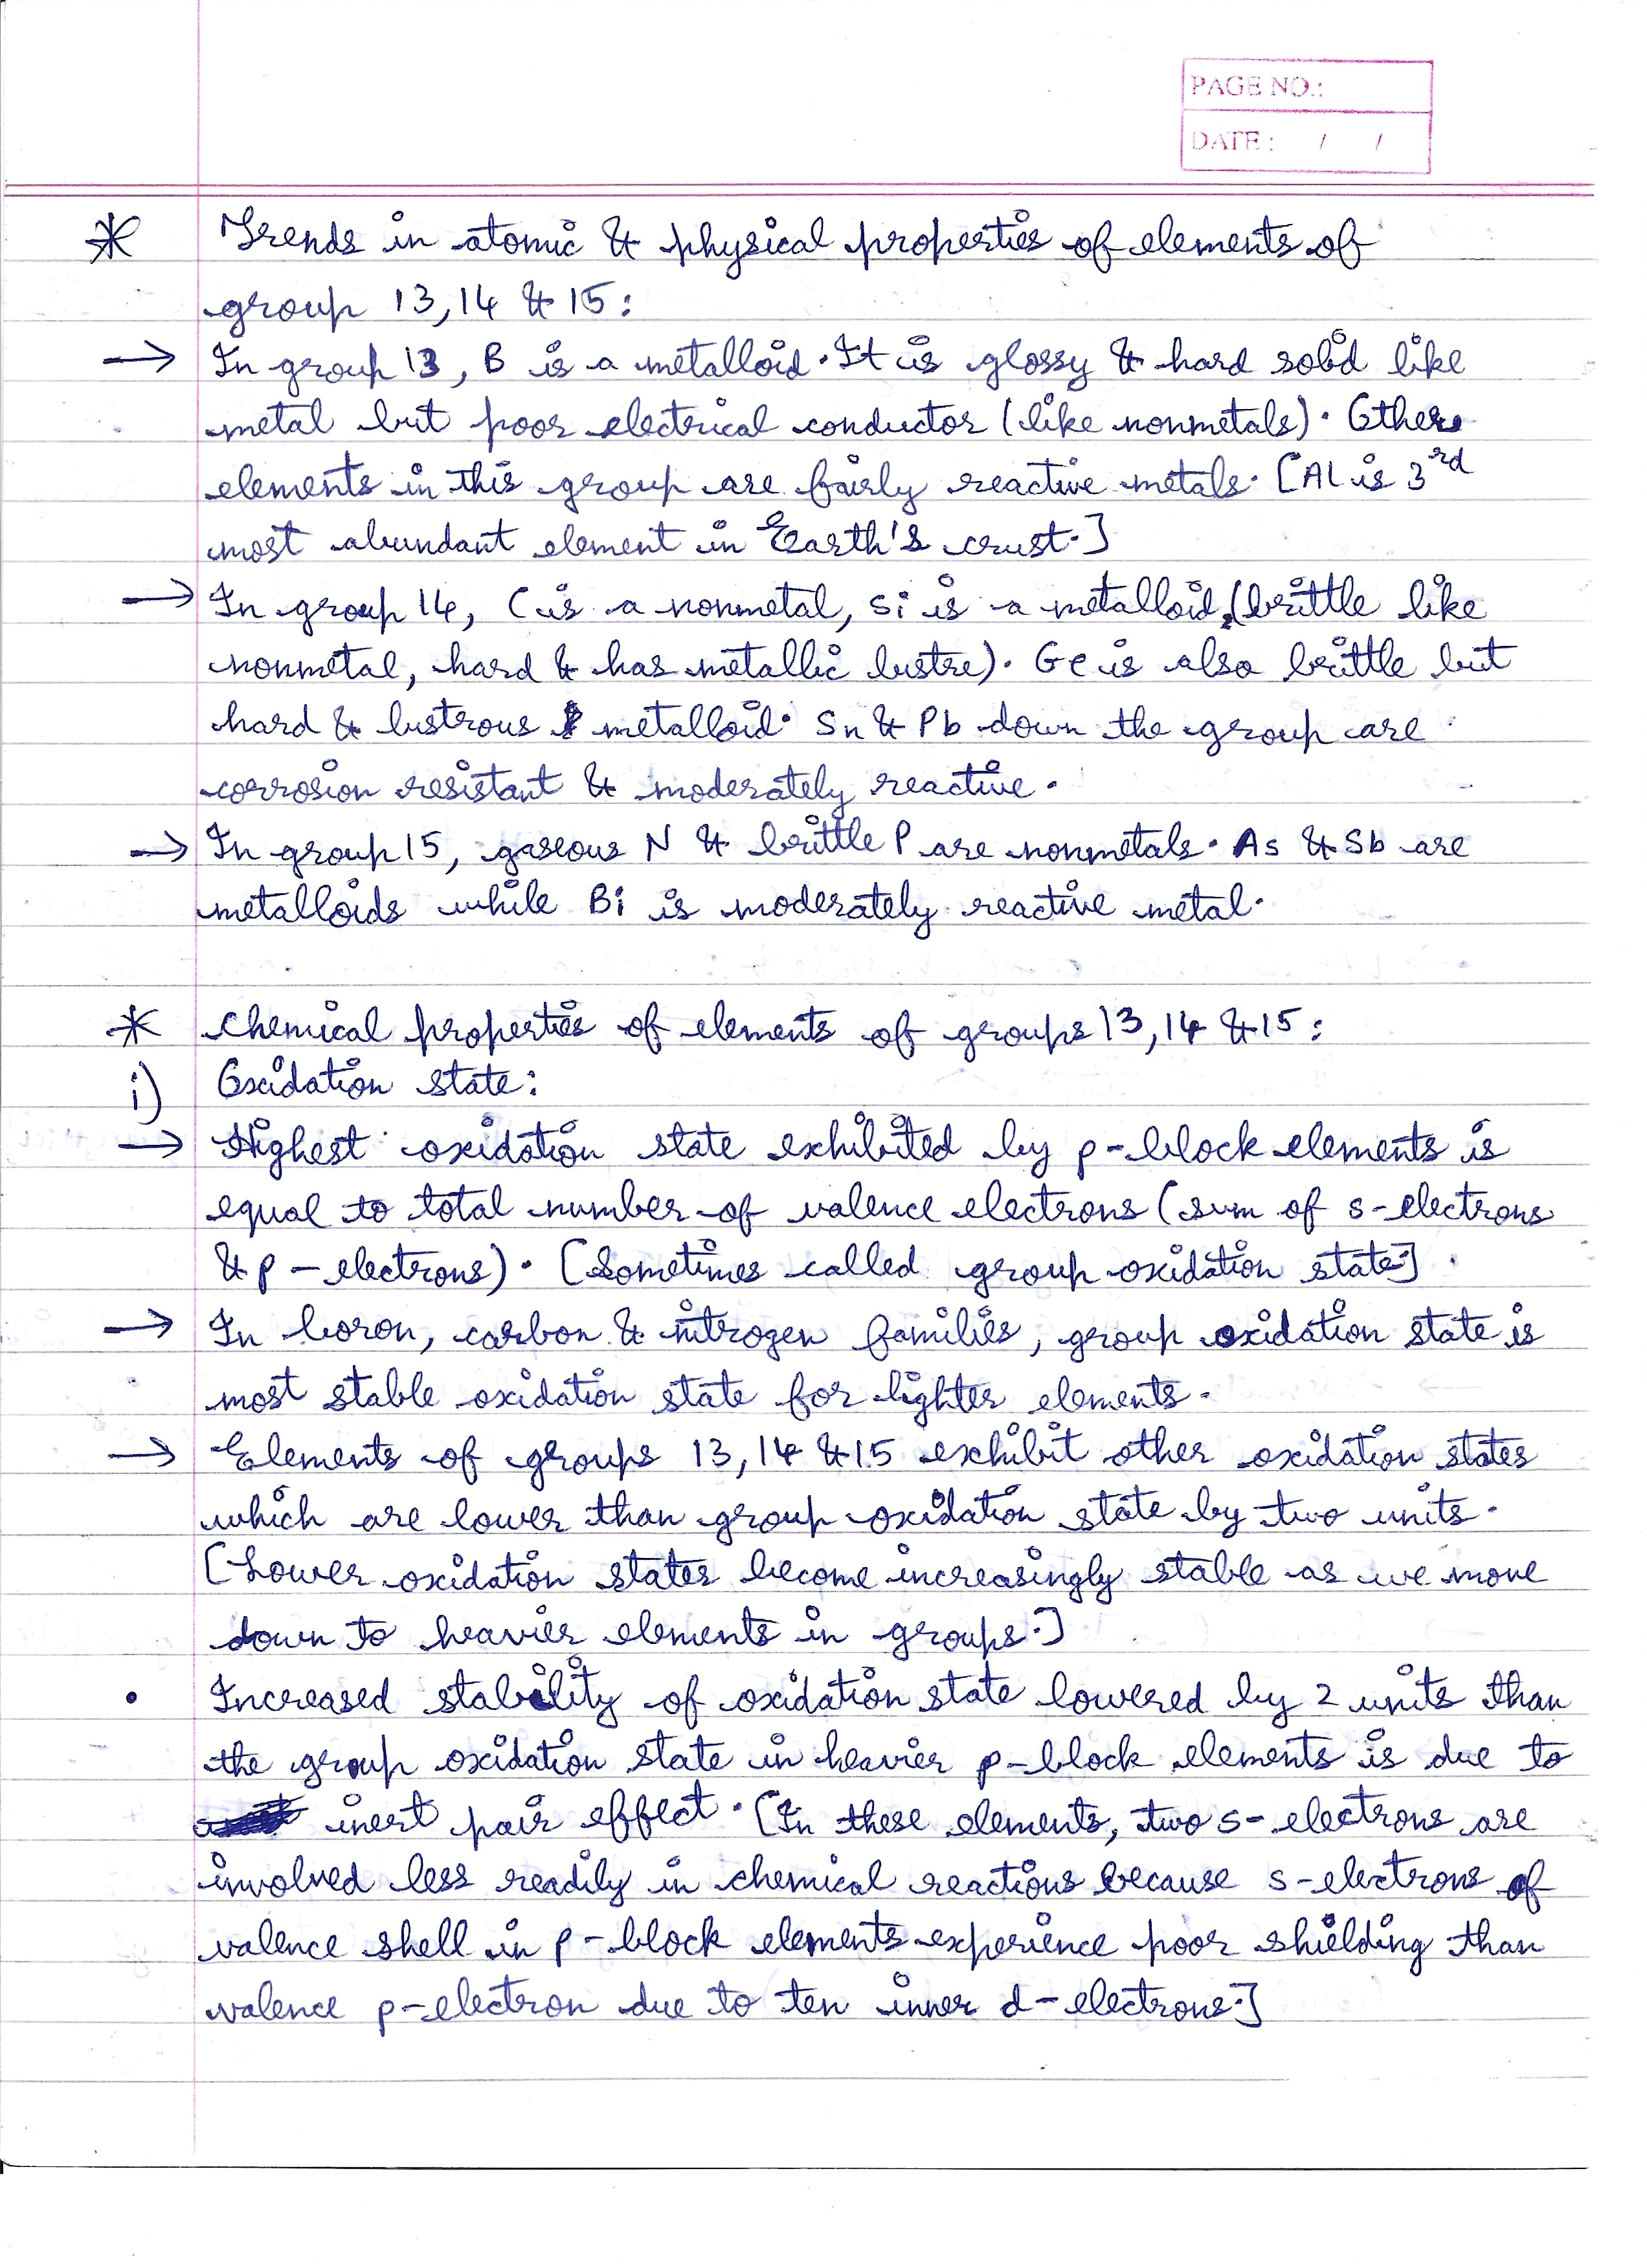 PAGE NO.:
DATE : / /
* Trends in atomic & physical properties of elements of
group 13, 14 & 15:
→ In group 13, B is a metalloid. It is glossy & hard solid like
metal but poor electrical conductor (like nonmetals). Others
elements in this group are fairly reactive metals. [Al is 3rd
most abundant element in Earth's crust.]
→ In group 14, C is a nonmetal, Si is a metalloid, (brittle like
nonmetal, hard & has metallic lustre). Ge is also brittle but
hard & lustrous metalloid. Sn & Pb down the group are
corrosion resistant & moderately reactive.
→ In group 15, gaseous N & brittle P are nonmetals. As & Sb are
metalloids while Bi is moderately reactive metal.
* Chemical properties of elements of groups 13, 14 & 15:
i) Oxidation state:
→ Highest oxidation state exhibited by p-block elements is
equal to total number of valence electrons (sum of s-electrons
& p-electrons). [Sometimes called group oxidation state.]
→ In boron, carbon & nitrogen families, group oxidation state is
most stable oxidation state for lighter elements.
→ Elements of groups 13, 14 & 15 exhibit other oxidation states
which are lower than group oxidation state by two units.
[Lower oxidation states become increasingly stable as we move
down to heavier elements in groups.]
• Increased stability of oxidation state lowered by 2 units than
the group oxidation state in heavier p-block elements is due to
inert pair effect. [In these elements, two s-electrons are
involved less readily in chemical reactions because s-electrons of
valence shell in p-block elements experience poor shielding than
valence p-electron due to ten inner d-electrons.]